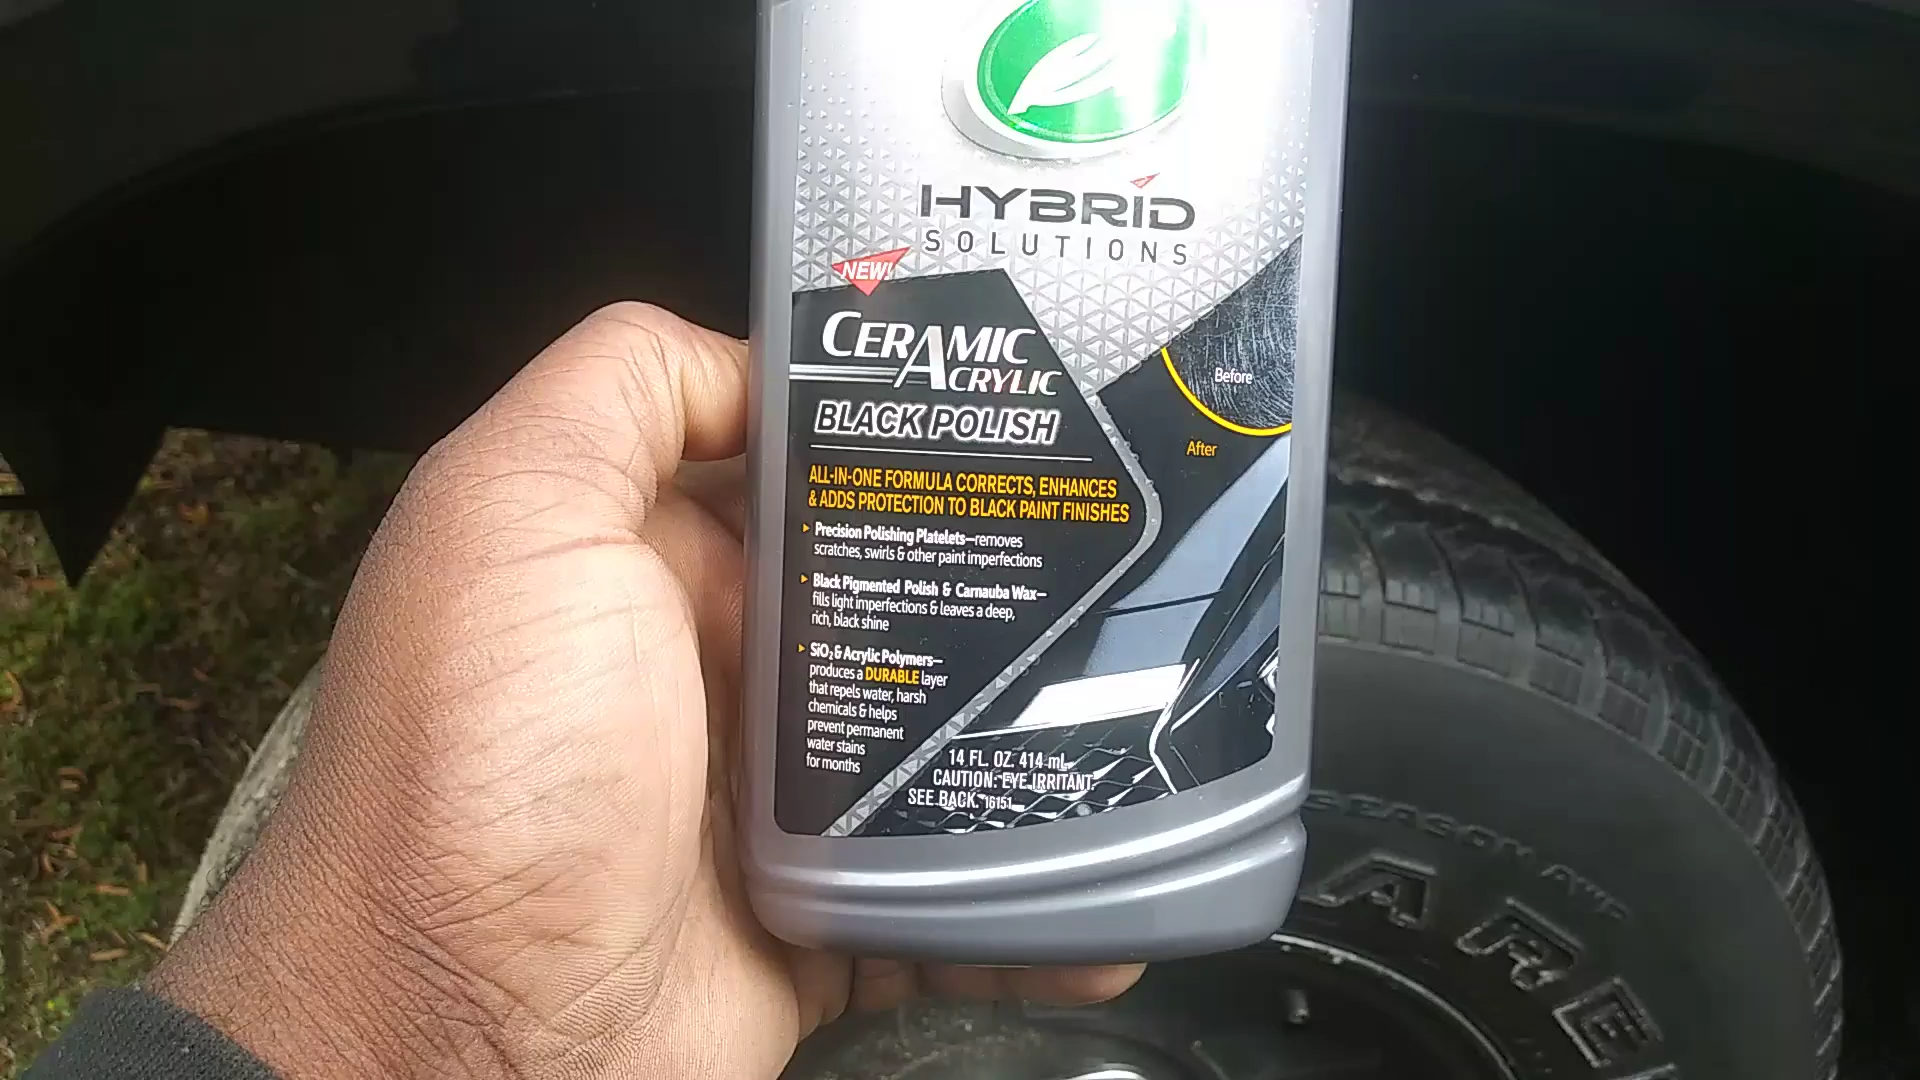 HYBRID
SOLUTIONS
NEW!
CERAMIC
ACRYLIC
BLACK POLISH
ALL-IN-ONE FORMULA CORRECTS, ENHANCES
& ADDS PROTECTION TO BLACK PAINT FINISHES
Precision Polishing Platelets—removes
scratches, swirls & other paint imperfections
Black Pigmented Polish & Carnauba Wax—
fills light imperfections & leaves a deep,
rich, black shine
SiO₂ & Acrylic Polymers—
produces a DURABLE layer
that repels water, harsh
chemicals & helps
prevent permanent
water stains
for months
Before
After
14 FL. OZ. 414 mL
CAUTION: EYE IRRITANT.
SEE BACK. 16151
SEASON
ARE